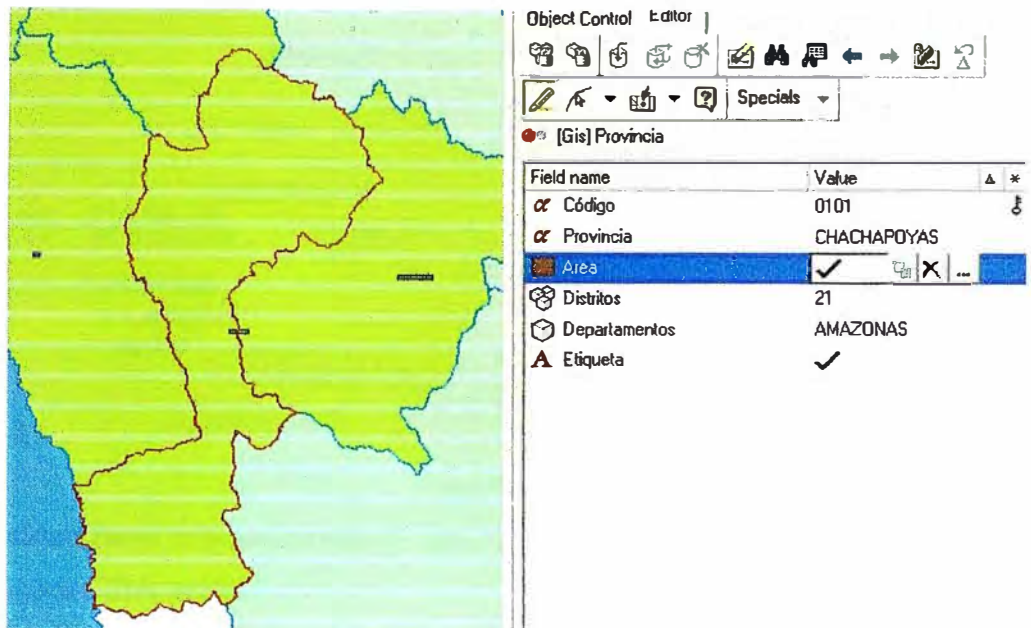 Object Control Editor
Specials
[Gis] Provincia
Field name Value
α Código 0101
α Provincia CHACHAPOYAS
Area ...
Distritos 21
Departamentos AMAZONAS
A Etiqueta